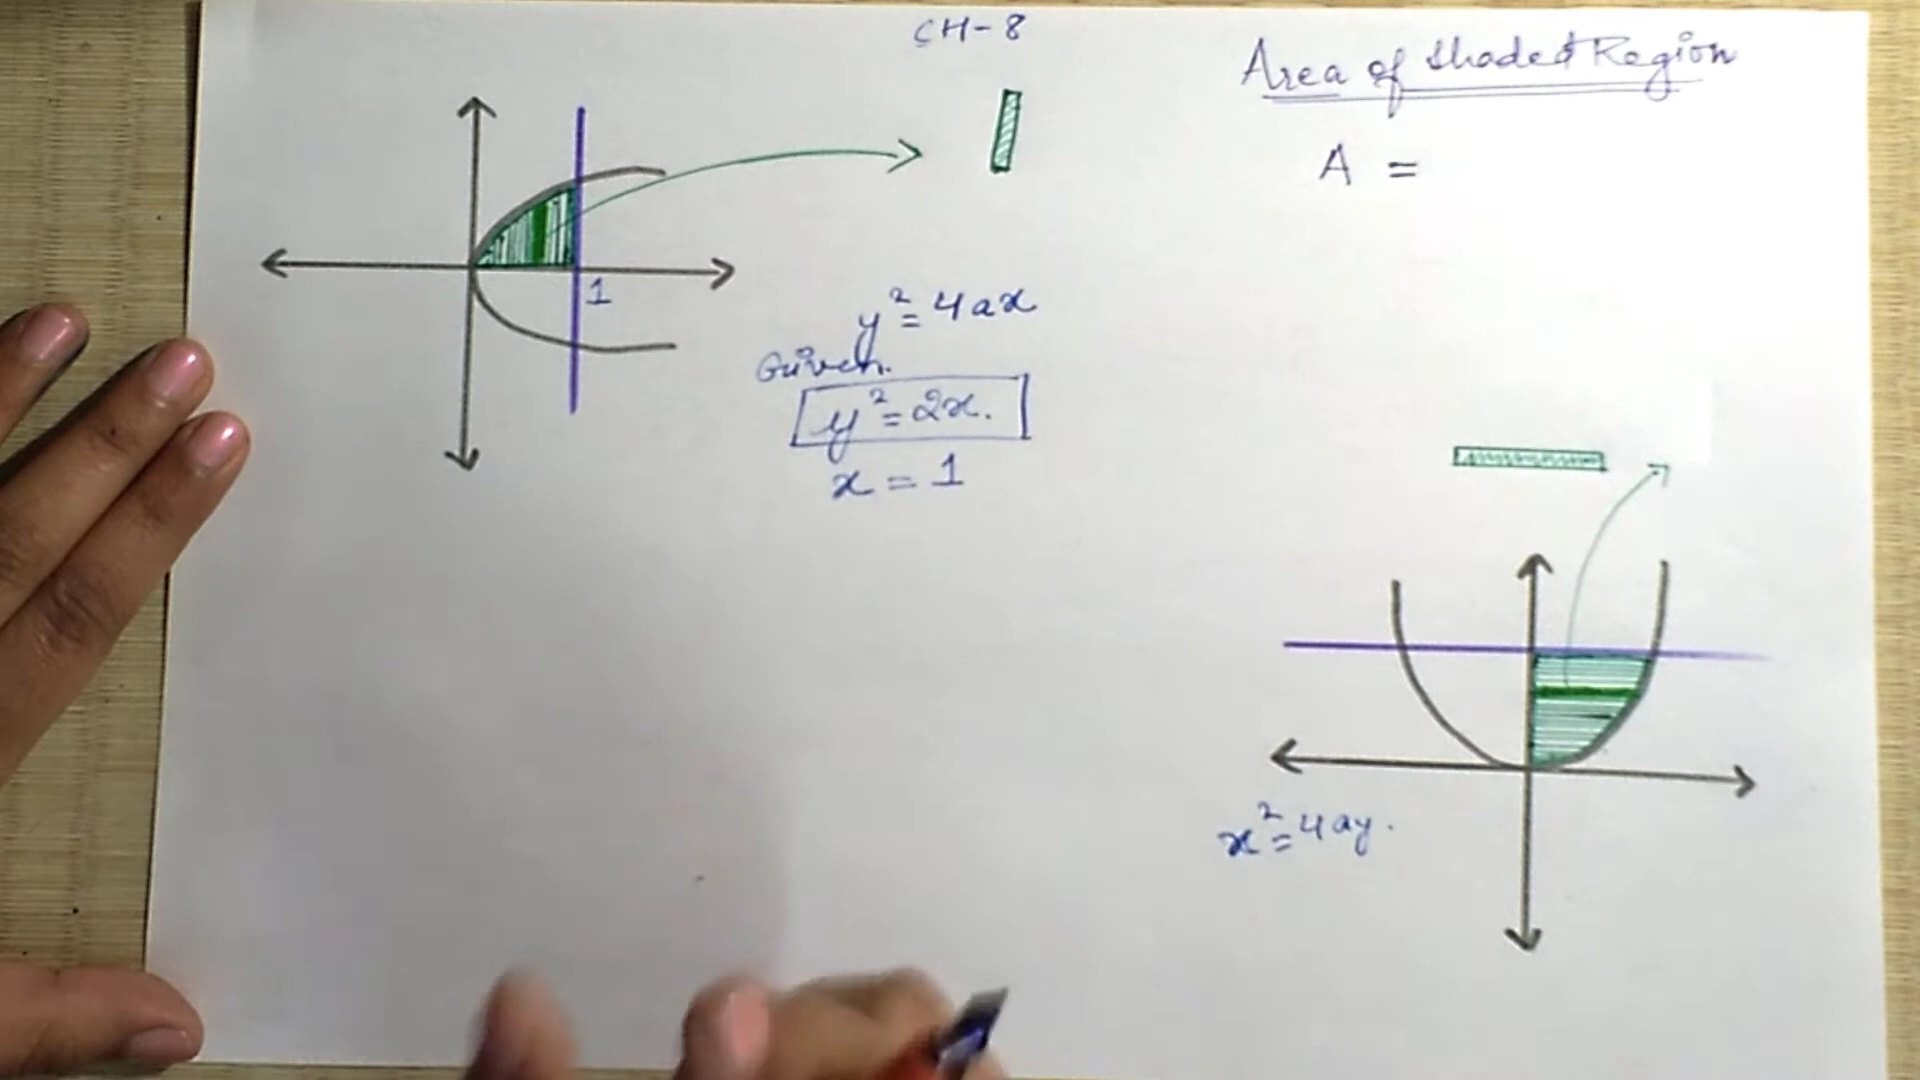 CH-8
Area of shaded Region
A =
1
y² = 4ax
Given.
y² = 2x.
x = 1
x² = 4ay.